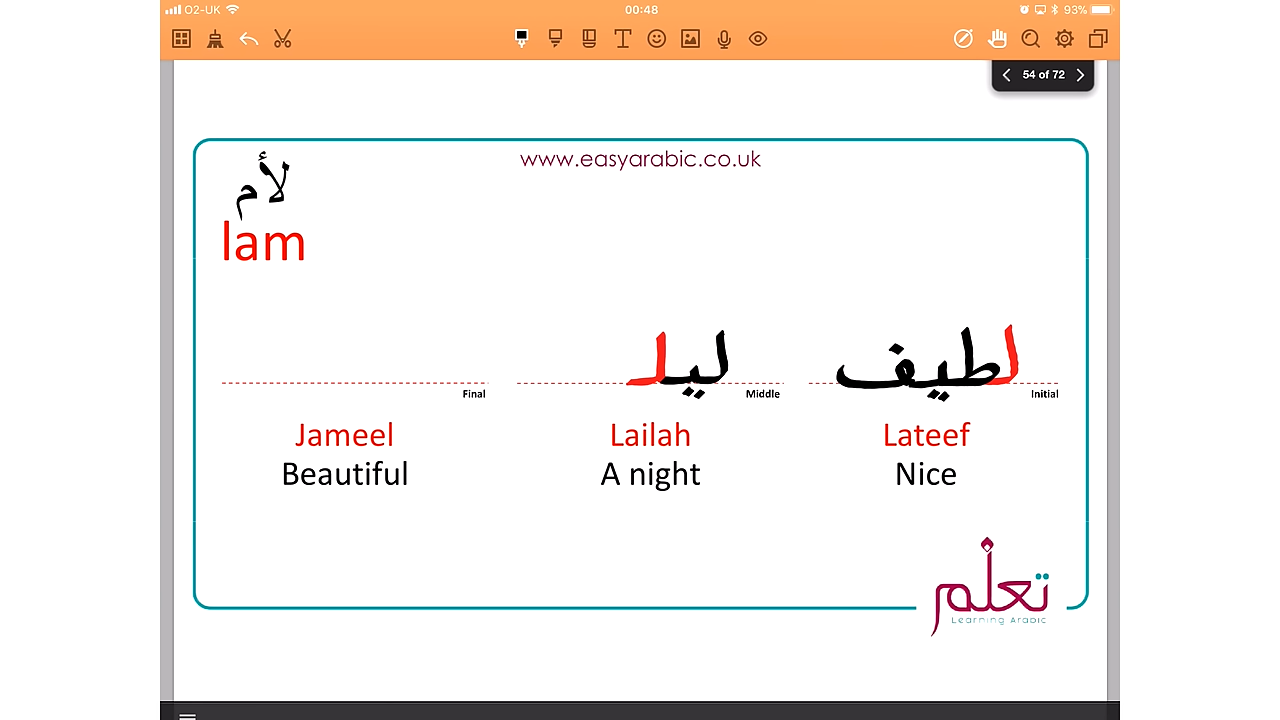 O2-UK 00:48 93%
54 of 72
www.easyarabic.co.uk
لأم
lam
لطيف
ليلـ
Initial
Middle
Final
Jameel Lailah Lateef
Beautiful A night Nice
تعلم
Learning Arabic